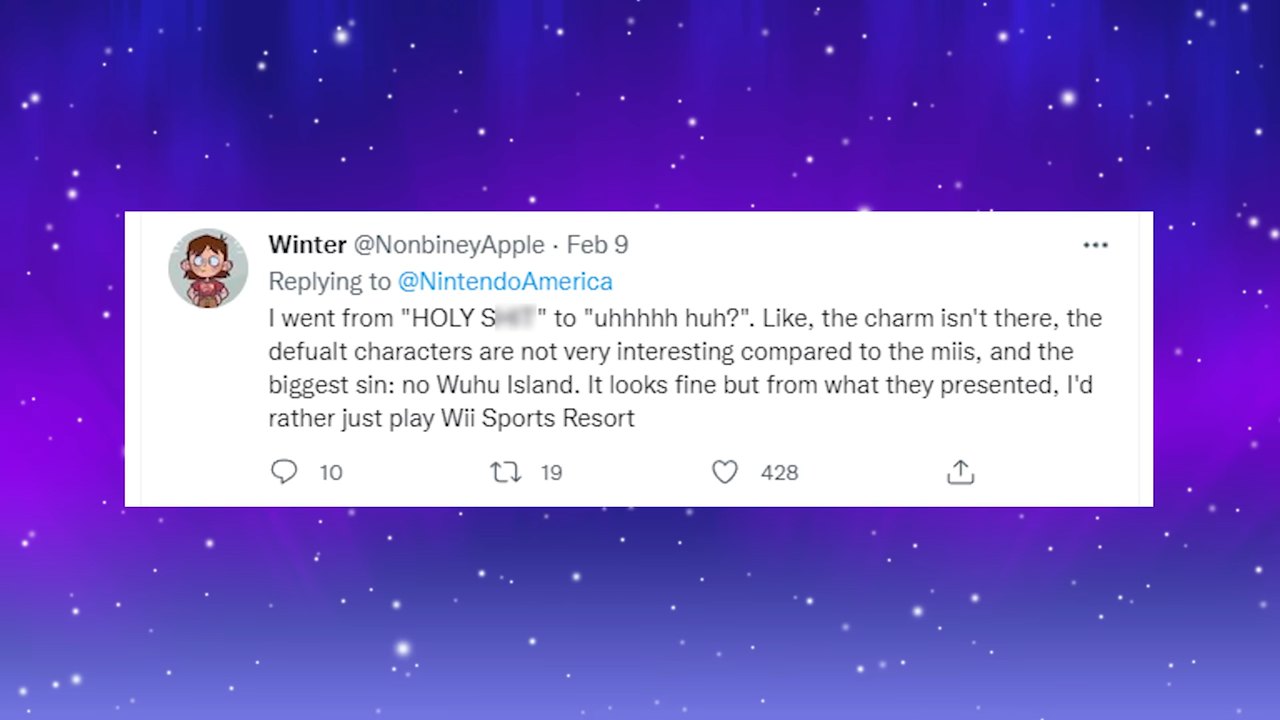 Winter @NonbineyApple · Feb 9
Replying to @NintendoAmerica
I went from "HOLY S" to "uhhhhh huh?". Like, the charm isn't there, the
defualt characters are not very interesting compared to the miis, and the
biggest sin: no Wuhu Island. It looks fine but from what they presented, I'd
rather just play Wii Sports Resort
10 19 428